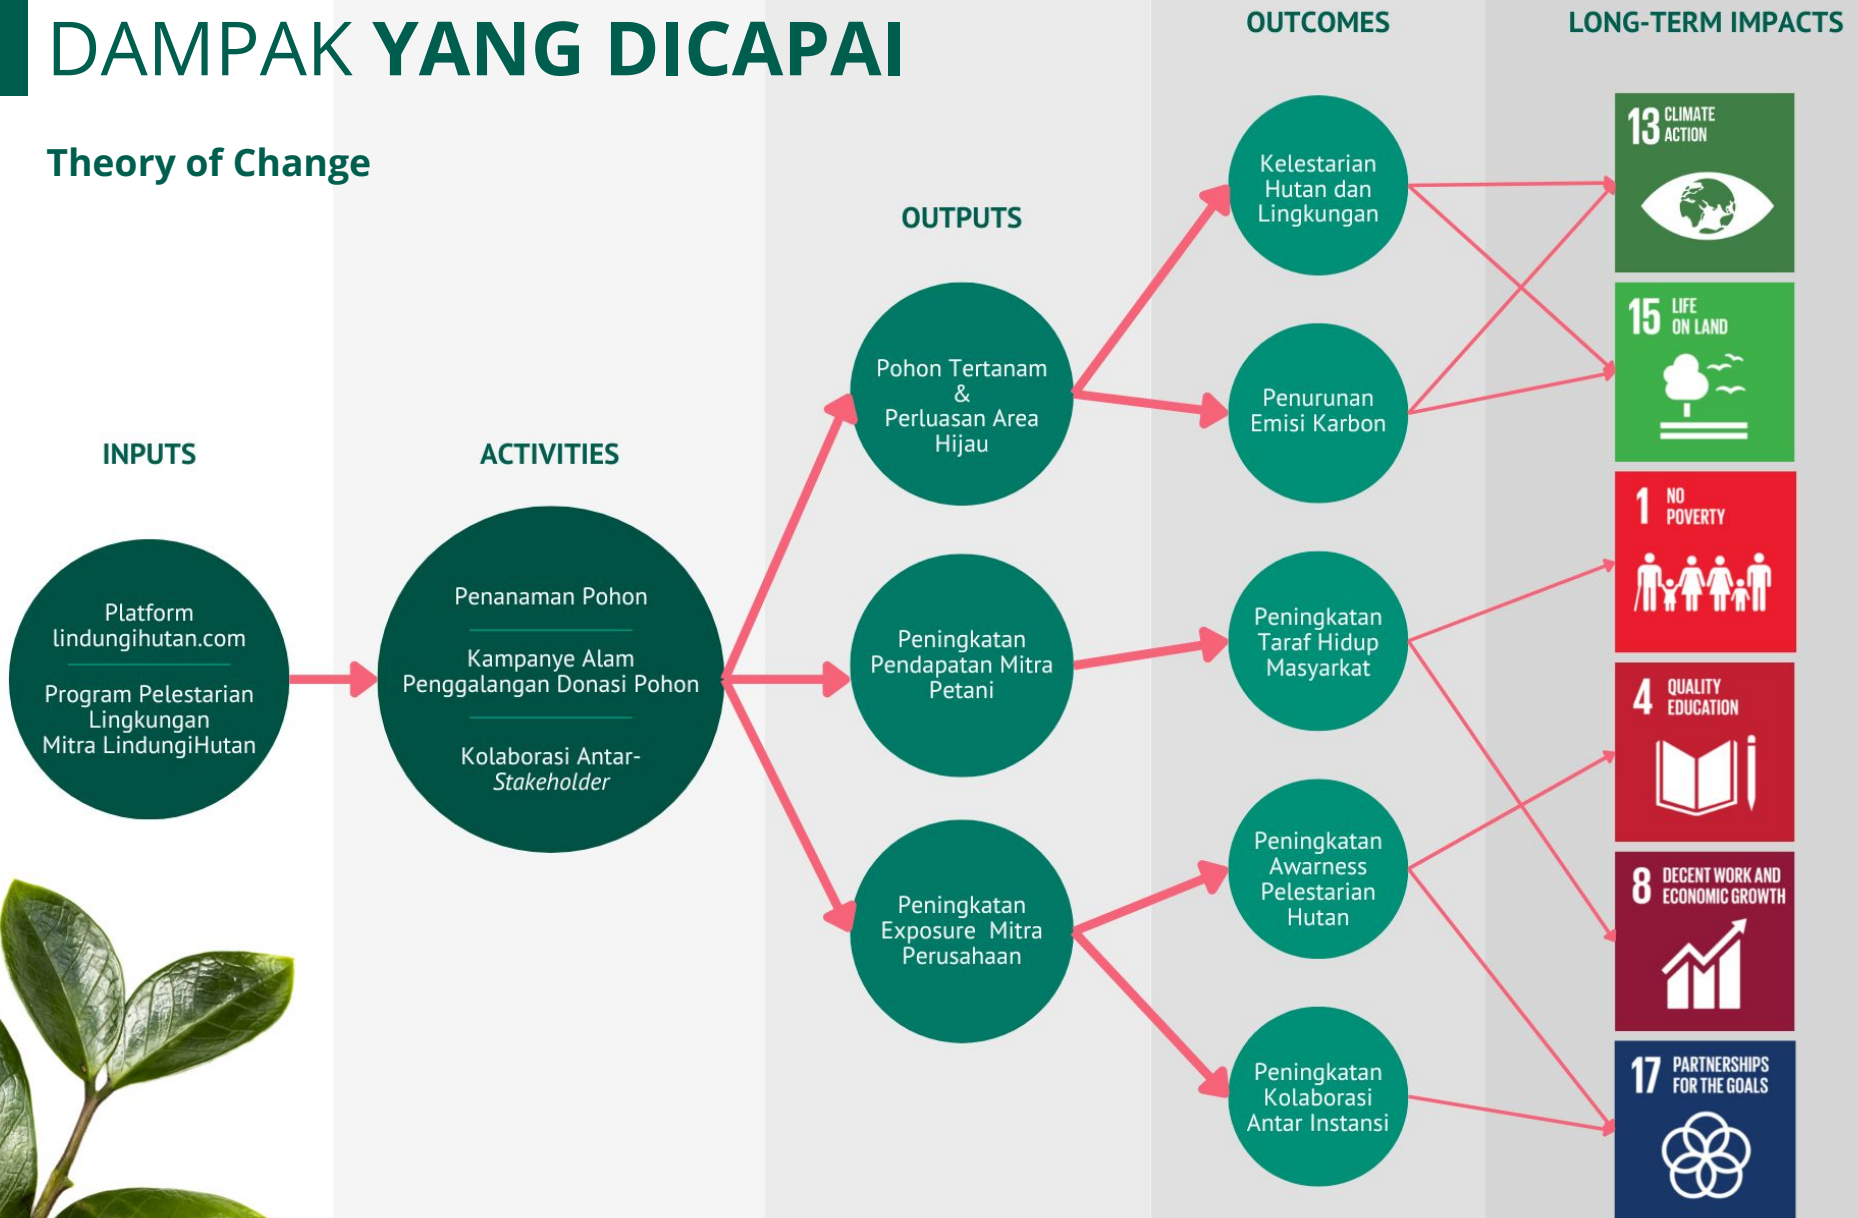 DAMPAK YANG DICAPAI
Theory of Change
INPUTS
Platform
lindungihutan.com
Program Pelestarian
Lingkungan
Mitra LindungiHutan
ACTIVITIES
Penanaman Pohon
Kampanye Alam
Penggalangan Donasi Pohon
Kolaborasi Antar-
Stakeholder
OUTPUTS
Pohon Tertanam
&
Perluasan Area
Hijau
Peningkatan
Pendapatan Mitra
Petani
Peningkatan
Exposure Mitra
Perusahaan
OUTCOMES
Kelestarian
Hutan dan
Lingkungan
Penurunan
Emisi Karbon
Peningkatan
Taraf Hidup
Masyarkat
Peningkatan
Awarness
Pelestarian
Hutan
Peningkatan
Kolaborasi
Antar Instansi
LONG-TERM IMPACTS
13 CLIMATE
ACTION
15 LIFE
ON LAND
1 NO
POVERTY
4 QUALITY
EDUCATION
8 DECENT WORK AND
ECONOMIC GROWTH
17 PARTNERSHIPS
FOR THE GOALS